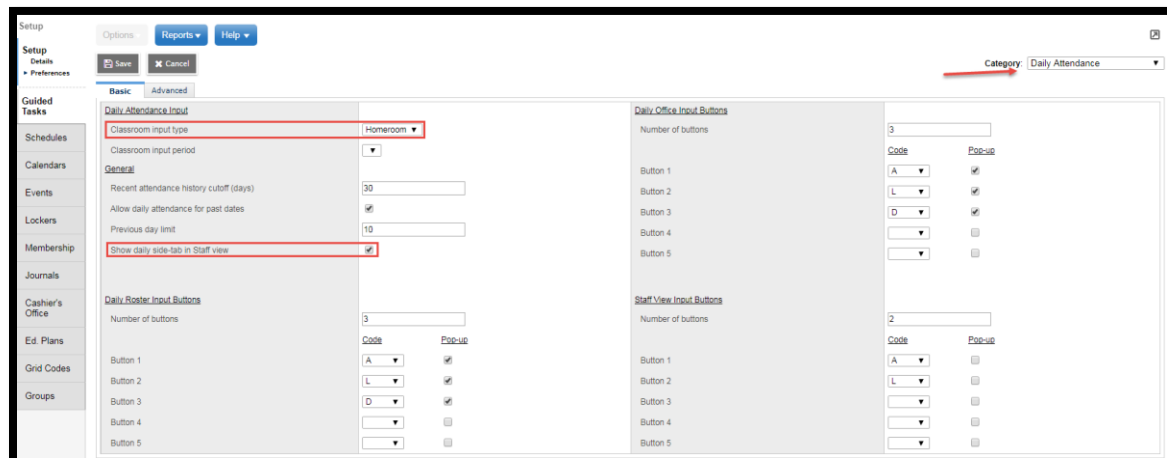 Setup
Options
Reports
Help
Setup
Details
Preferences
Save
Cancel
Category: Daily Attendance
Basic
Advanced
Guided
Tasks
Schedules
Calendars
Events
Lockers
Membership
Journals
Cashier's
Office
Ed. Plans
Grid Codes
Groups
Daily Attendance Input
Classroom input type Homeroom
Classroom input period
General
Recent attendance history cutoff (days) 30
Allow daily attendance for past dates
Previous day limit 10
Show daily side-tab in Staff view
Daily Office Input Buttons
Number of buttons 3
Code Pop-up
Button 1 A
Button 2 L
Button 3 D
Button 4
Button 5
Daily Roster Input Buttons
Number of buttons 3
Code Pop-up
Button 1 A
Button 2 L
Button 3 D
Button 4
Button 5
Staff View Input Buttons
Number of buttons 2
Code Pop-up
Button 1 A
Button 2 L
Button 3
Button 4
Button 5